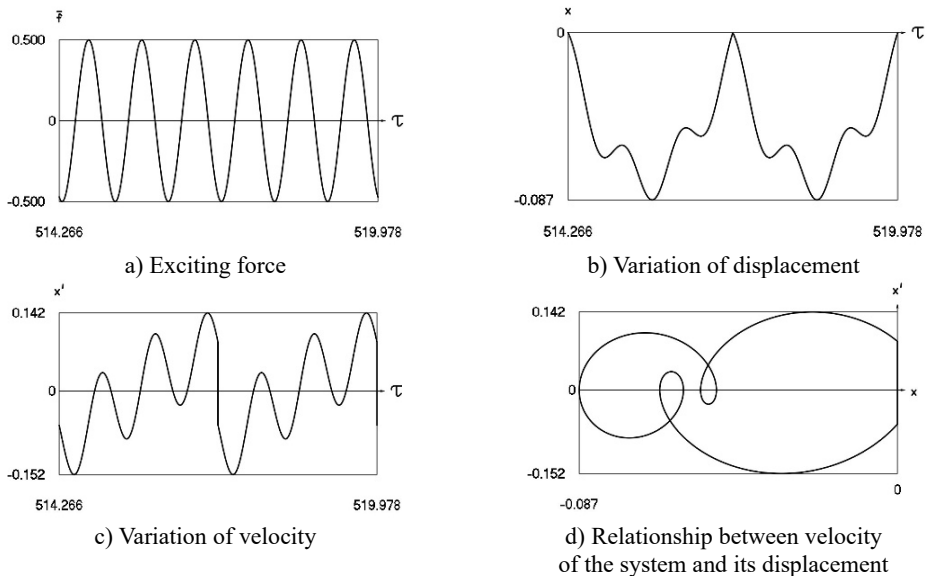 f̄
0.500
0
τ
-0.500
514.266
519.978
a) Exciting force
x
0
τ
-0.087
514.266
519.978
b) Variation of displacement
x'
0.142
0
τ
-0.152
514.266
519.978
c) Variation of velocity
x'
0.142
0
x
-0.152
0
-0.087
d) Relationship between velocity
of the system and its displacement